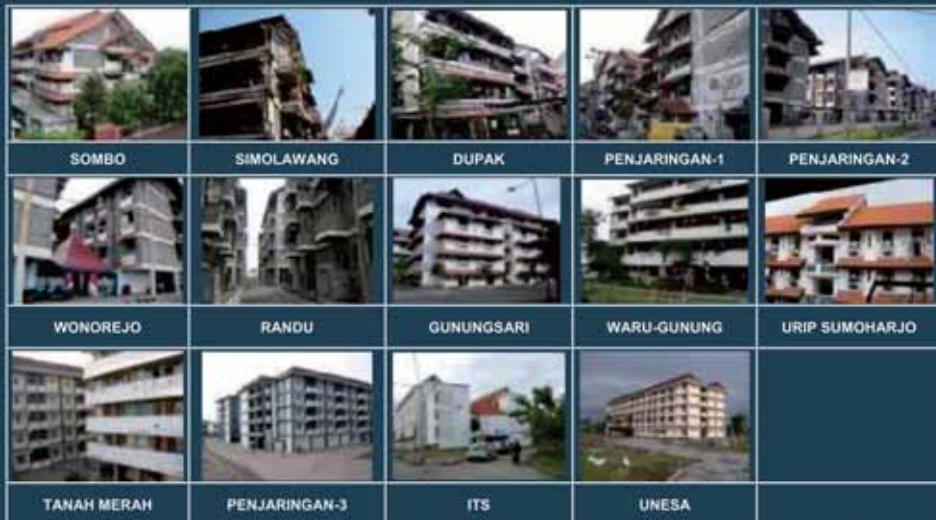 SOMBO
SIMOLAWANG
DUPAK
PENJARINGAN-1
PENJARINGAN-2
WONOREJO
RANDU
GUNUNGSARI
WARU-GUNUNG
URIP SUMOHARJO
TANAH MERAH
PENJARINGAN-3
ITS
UNESA